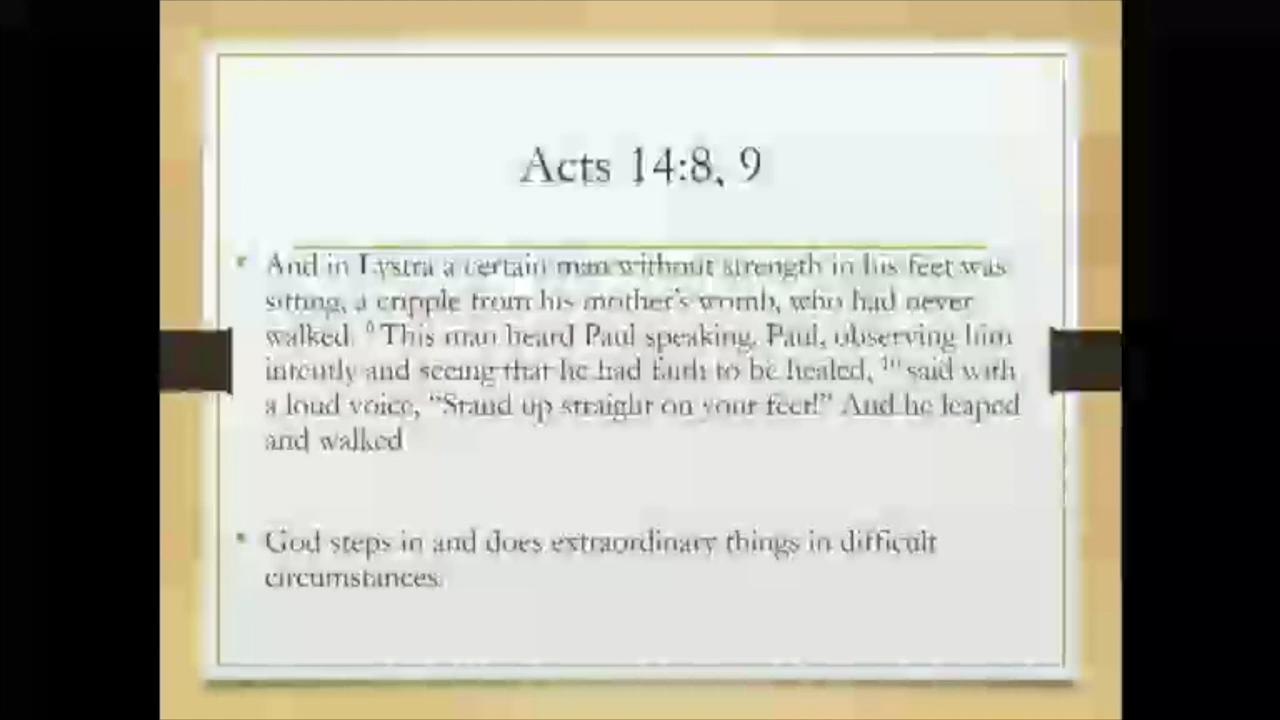 Acts 14:8, 9
• And in Lystra a certain man without strength in his feet was
sitting, a cripple from his mother's womb, who had never
walked. ⁹ This man heard Paul speaking. Paul, observing him
intently and seeing that he had faith to be healed, ¹⁰ said with
a loud voice, “Stand up straight on your feet!” And he leaped
and walked
• God steps in and does extraordinary things in difficult
circumstances.